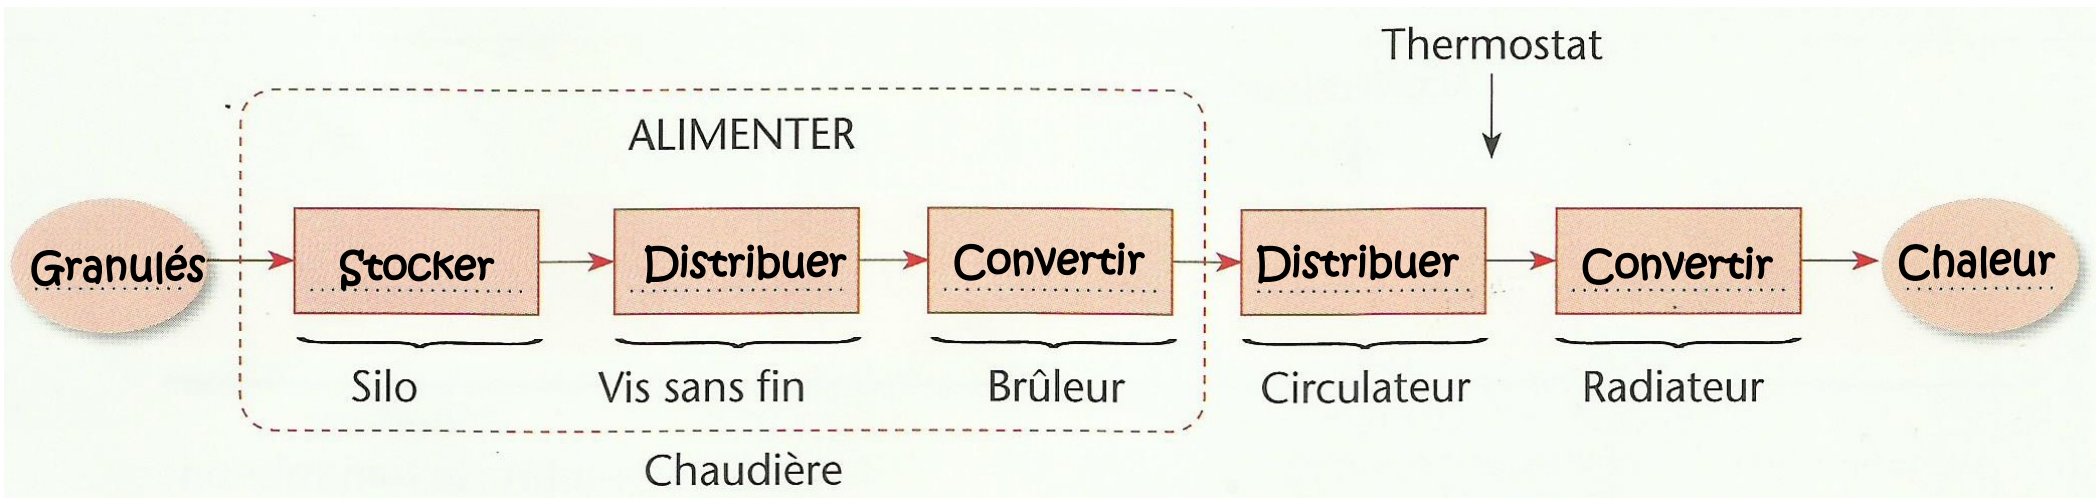 Thermostat
ALIMENTER
Granulés Stocker Distribuer Convertir Distribuer Convertir Chaleur
Silo Vis sans fin Brûleur Circulateur Radiateur
Chaudière